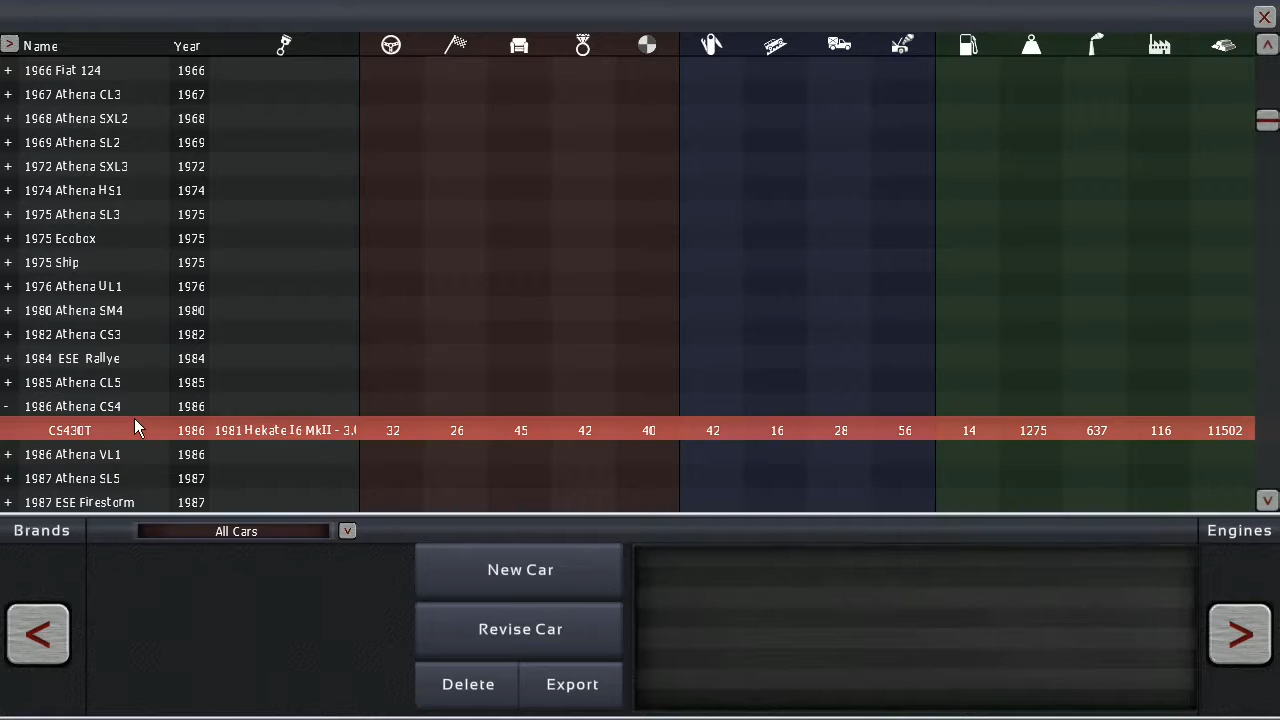 > Name Year
+ 1966 Fiat 124 1966
+ 1967 Athena CL3 1967
+ 1968 Athena SXL2 1968
+ 1969 Athena SL2 1969
+ 1972 Athena SXL3 1972
+ 1974 Athena HS1 1974
+ 1975 Athena SL3 1975
+ 1975 Ecobox 1975
+ 1975 Ship 1975
+ 1976 Athena UL1 1976
+ 1980 Athena SM4 1980
+ 1982 Athena CS3 1982
+ 1984 ESE Rallye 1984
+ 1985 Athena CL5 1985
- 1986 Athena CS4 1986
CS430T 1986 1981 Hekate I6 MkII - 3.0 32 26 45 42 40 42 16 28 56 14 1275 637 116 11502
+ 1986 Athena VL1 1986
+ 1987 Athena SL5 1987
+ 1987 ESE Firestorm 1987
Brands All Cars Engines
New Car
< Revise Car >
Delete Export